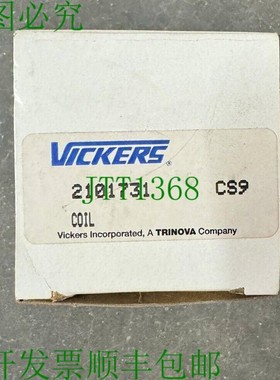 图必究
VICKERS®
2101731 CS9
JTT1368
COIL
Vickers Incorporated, A TRINOVA Company
开发票顺丰包邮